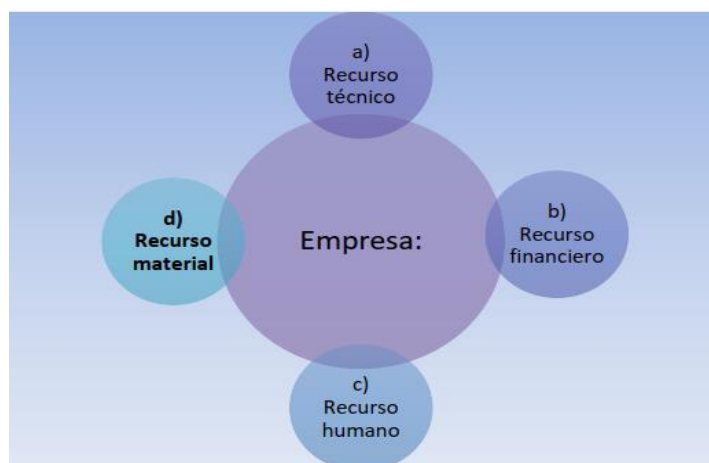 a)
Recurso
técnico
d)
Recurso
material
Empresa:
b)
Recurso
financiero
c)
Recurso
humano